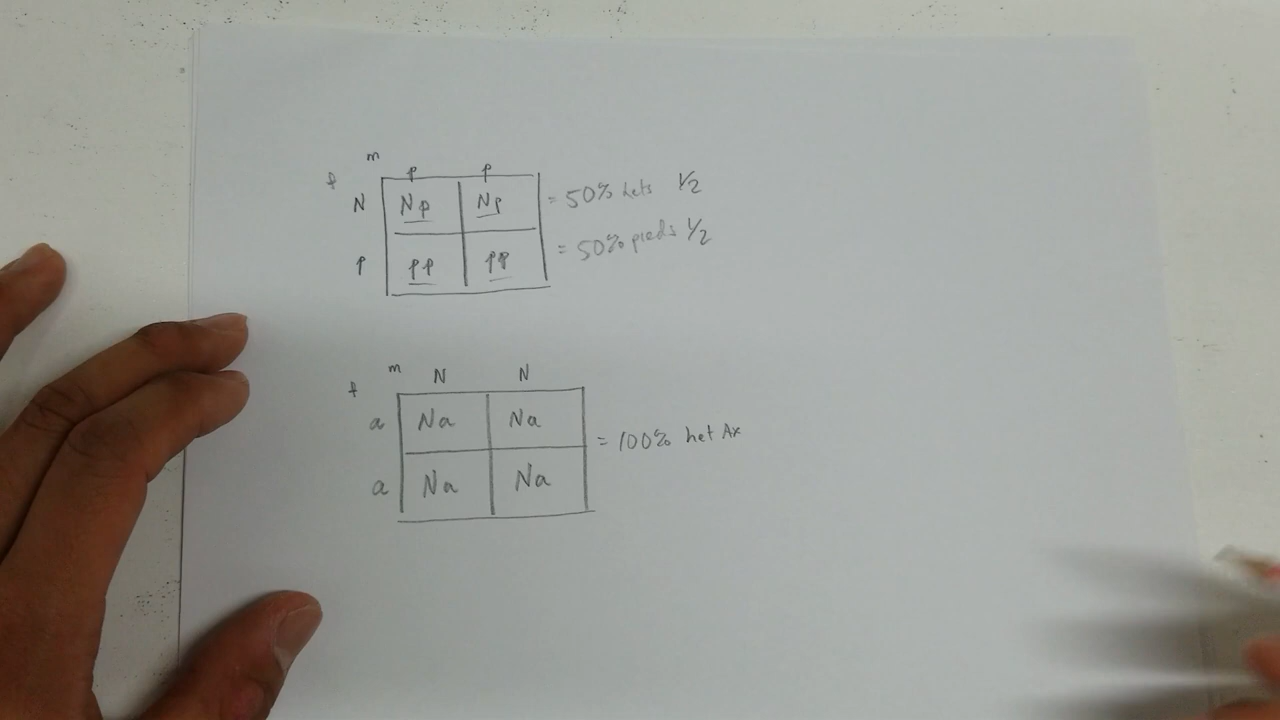 m p p
f
N Np Np = 50% hets 1/2
p pp pp = 50% pieds 1/2
m N N
f
a Na Na
= 100% het Ax
a Na Na